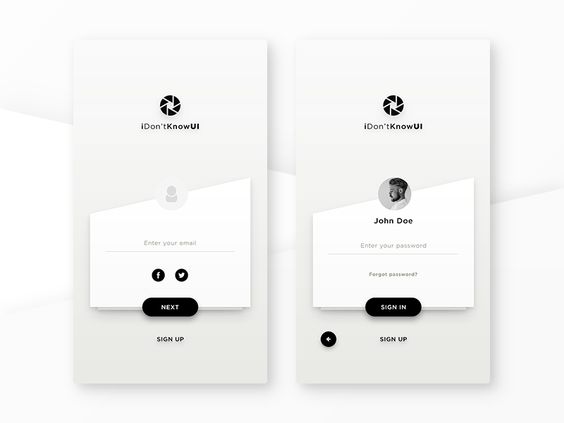 iDon'tKnowUI
Enter your email
NEXT
SIGN UP
iDon'tKnowUI
John Doe
Enter your password
Forgot password?
SIGN IN
SIGN UP